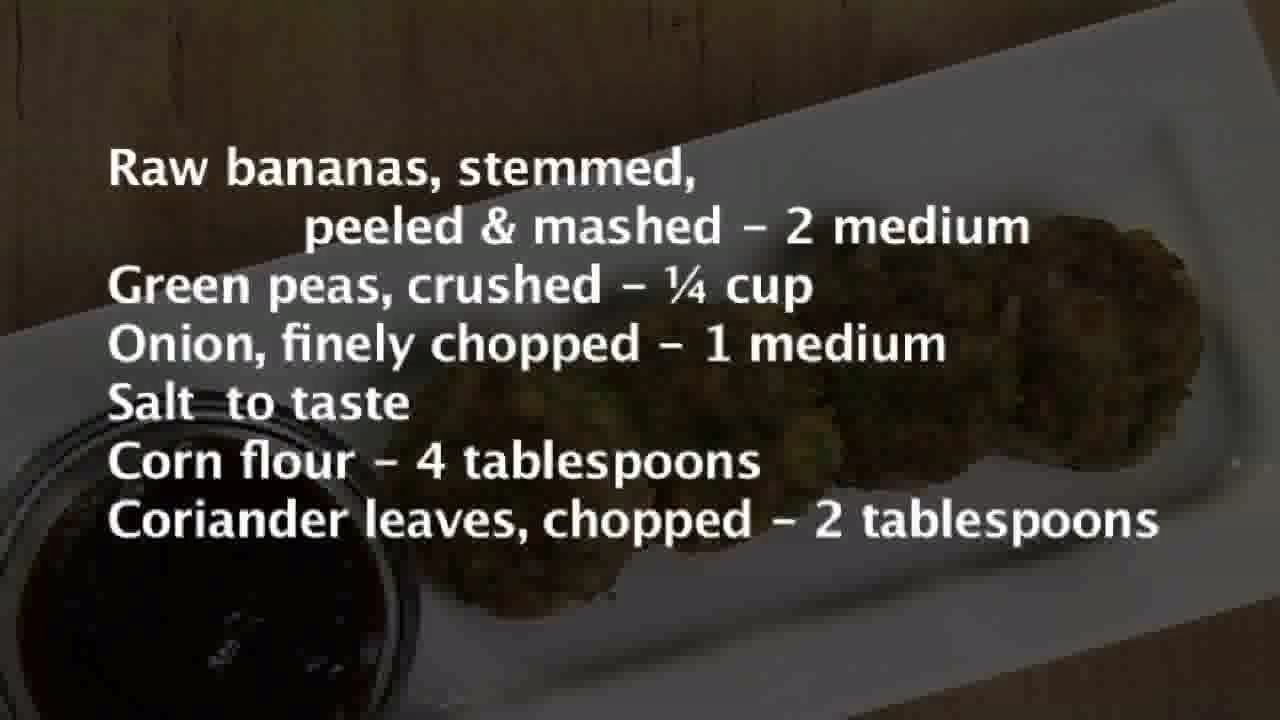 Raw bananas, stemmed,
peeled & mashed – 2 medium
Green peas, crushed – ¼ cup
Onion, finely chopped – 1 medium
Salt  to taste
Corn flour – 4 tablespoons
Coriander leaves, chopped – 2 tablespoons